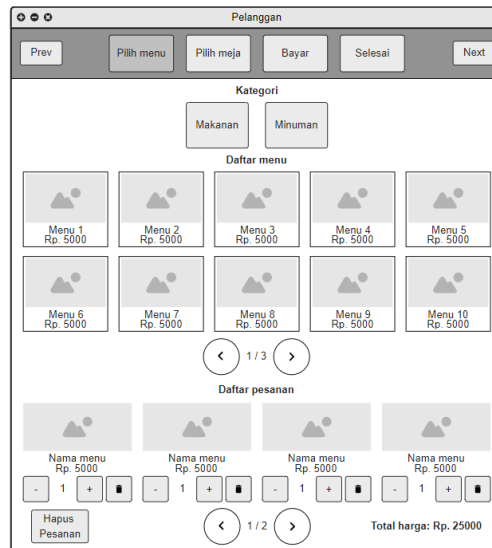 Pelanggan
Prev
Pilih menu
Pilih meja
Bayar
Selesai
Next
Kategori
Makanan
Minuman
Daftar menu
Menu 1
Rp. 5000
Menu 2
Rp. 5000
Menu 3
Rp. 5000
Menu 4
Rp. 5000
Menu 5
Rp. 5000
Menu 6
Rp. 5000
Menu 7
Rp. 5000
Menu 8
Rp. 5000
Menu 9
Rp. 5000
Menu 10
Rp. 5000
< 1 / 3 >
Daftar pesanan
Nama menu
Rp. 5000
- 1 +
Nama menu
Rp. 5000
- 1 +
Nama menu
Rp. 5000
- 1 +
Nama menu
Rp. 5000
- 1 +
Hapus
Pesanan
< 1 / 2 >
Total harga: Rp. 25000